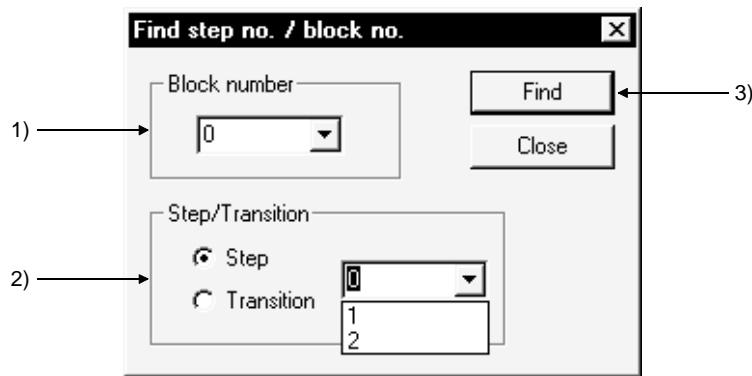 Find step no. / block no.
Block number
1)
0
Find
3)
Close
Step/Transition
2)
Step
Transition
0
1
2